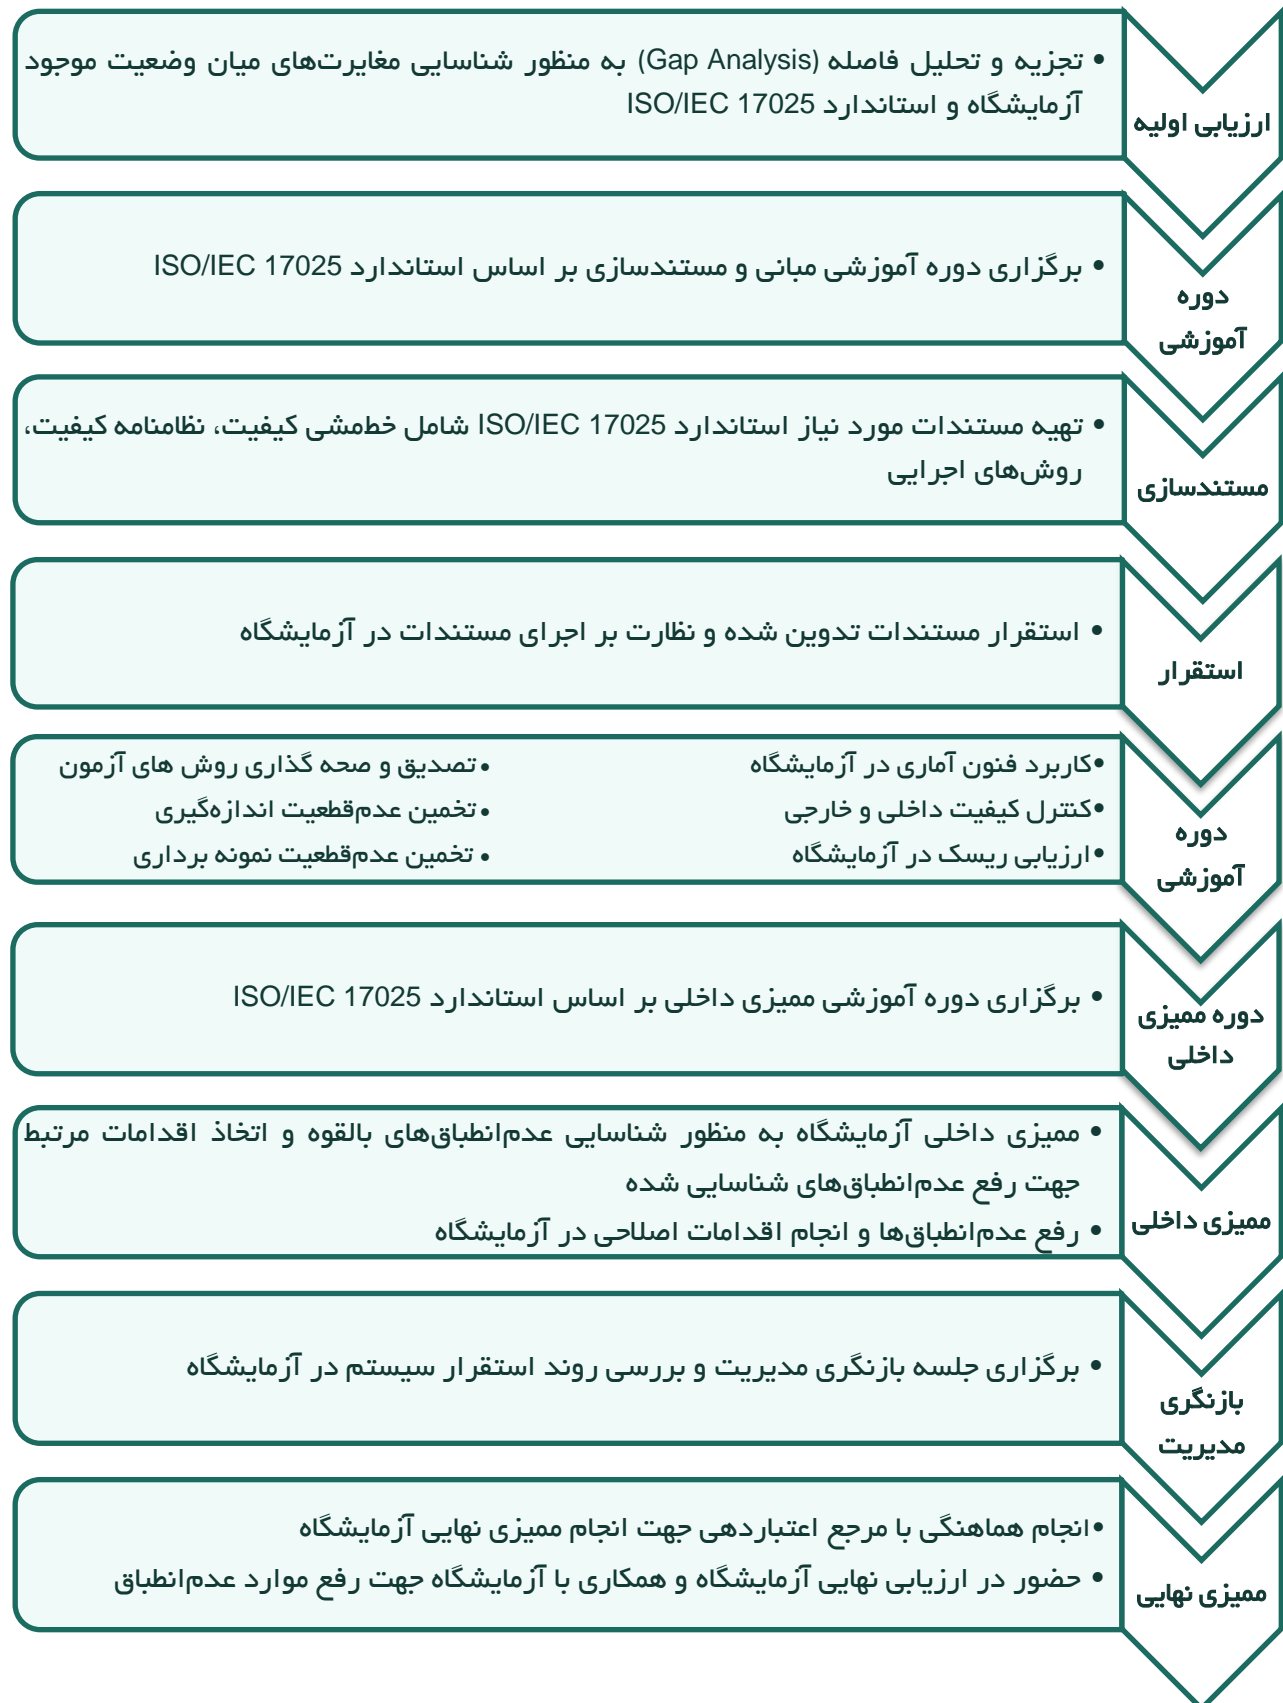 ارزیابی اولیه
• تجزیه و تحلیل فاصله (Gap Analysis) به منظور شناسایی مغایرت‌های میان وضعیت موجود
آزمایشگاه و استاندارد ISO/IEC 17025
دوره
آموزشی
• برگزاری دوره آموزشی مبانی و مستندسازی بر اساس استاندارد ISO/IEC 17025
مستندسازی
• تهیه مستندات مورد نیاز استاندارد ISO/IEC 17025 شامل خط‌مشی کیفیت، نظامنامه کیفیت،
روش‌های اجرایی
استقرار
• استقرار مستندات تدوین شده و نظارت بر اجرای مستندات در آزمایشگاه
دوره
آموزشی
•کاربرد فنون آماری در آزمایشگاه
•کنترل کیفیت داخلی و خارجی
•ارزیابی ریسک در آزمایشگاه
• تصدیق و صحه گذاری روش های آزمون
• تخمین عدم‌قطعیت اندازه‌گیری
• تخمین عدم‌قطعیت نمونه برداری
دوره ممیزی
داخلی
• برگزاری دوره آموزشی ممیزی داخلی بر اساس استاندارد ISO/IEC 17025
ممیزی داخلی
• ممیزی داخلی آزمایشگاه به منظور شناسایی عدم‌انطباق‌های بالقوه و اتخاذ اقدامات مرتبط
جهت رفع عدم‌انطباق‌های شناسایی شده
• رفع عدم‌انطباق‌ها و انجام اقدامات اصلاحی در آزمایشگاه
بازنگری
مدیریت
• برگزاری جلسه بازنگری مدیریت و بررسی روند استقرار سیستم در آزمایشگاه
ممیزی نهایی
•انجام هماهنگی با مرجع اعتباردهی جهت انجام ممیزی نهایی آزمایشگاه
• حضور در ارزیابی نهایی آزمایشگاه و همکاری با آزمایشگاه جهت رفع موارد عدم‌انطباق